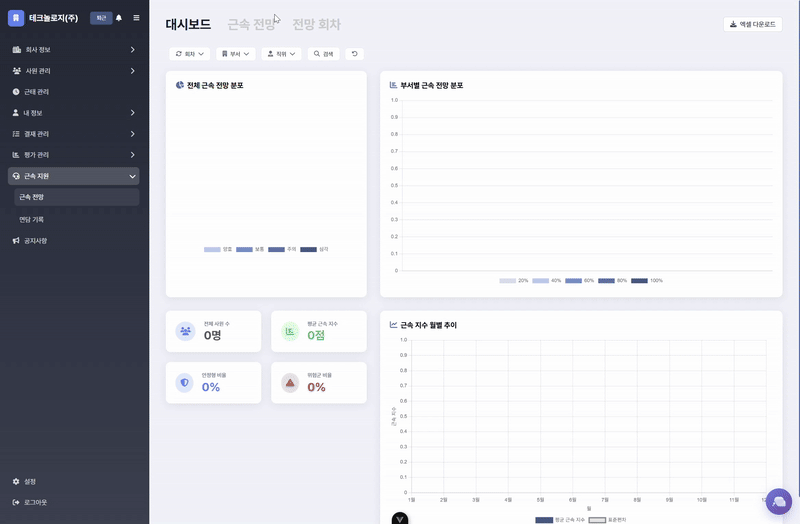 테크놀로지(주)
퇴근
회사 정보
사원 관리
근태 관리
내 정보
결재 관리
평가 관리
근속 지원
근속 전망
면담 기록
공지사항
설정
로그아웃
대시보드 근속 전망 전망 회차
엑셀 다운로드
회차 부서 직위 검색
전체 근속 전망 분포
양호 보통 주의 심각
부서별 근속 전망 분포
1.0
0.9
0.8
0.7
0.6
0.5
0.4
0.3
0.2
0.1
0
20% 40% 60% 80% 100%
전체 사원 수
0명
평균 근속 지수
0점
안정형 비율
0%
위험군 비율
0%
근속 지수 월별 추이
근속 지수
1.0
0.9
0.8
0.7
0.6
0.5
0.4
0.3
0.2
0.1
0
1월 2월 3월 4월 5월 6월 7월 8월 9월 10월 11월 12
월
평균 근속 지수 표준편차